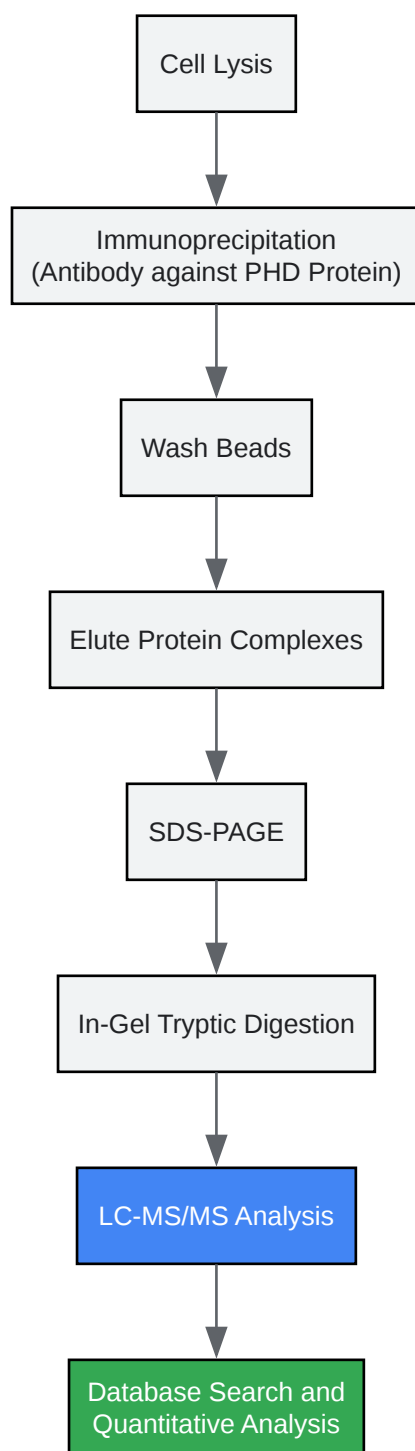 Cell Lysis
Immunoprecipitation
(Antibody against PHD Protein)
Wash Beads
Elute Protein Complexes
SDS-PAGE
In-Gel Tryptic Digestion
LC-MS/MS Analysis
Database Search and
Quantitative Analysis